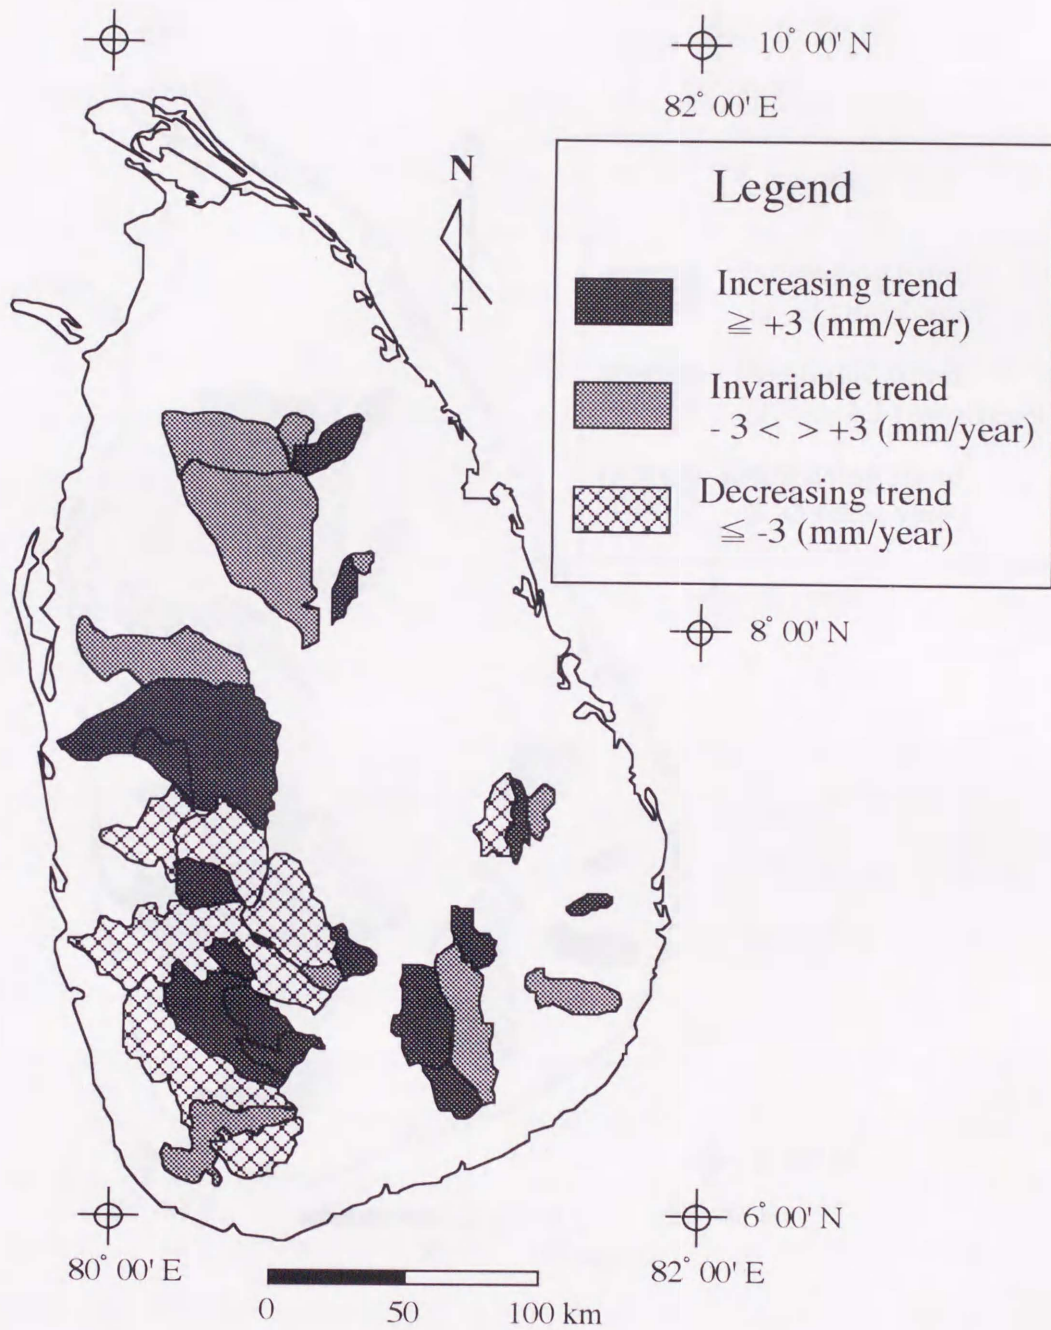 10° 00' N
82° 00' E
N
Legend
Increasing trend
≧ +3 (mm/year)
Invariable trend
- 3 < > +3 (mm/year)
Decreasing trend
≦ -3 (mm/year)
8° 00' N
6° 00' N
80° 00' E
82° 00' E
0 50 100 km